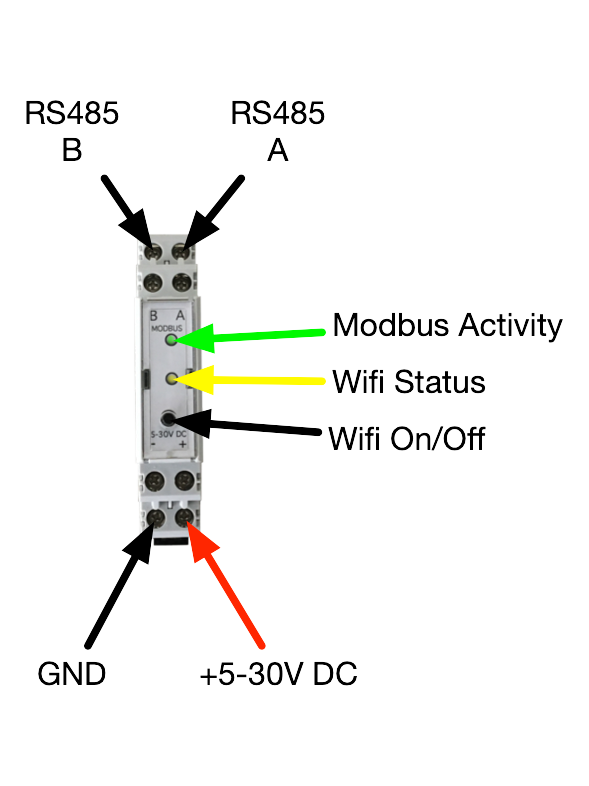 RS485
B
RS485
A
B A
MODBUS
Modbus Activity
Wifi Status
Wifi On/Off
5-30V DC
- +
GND
+5-30V DC